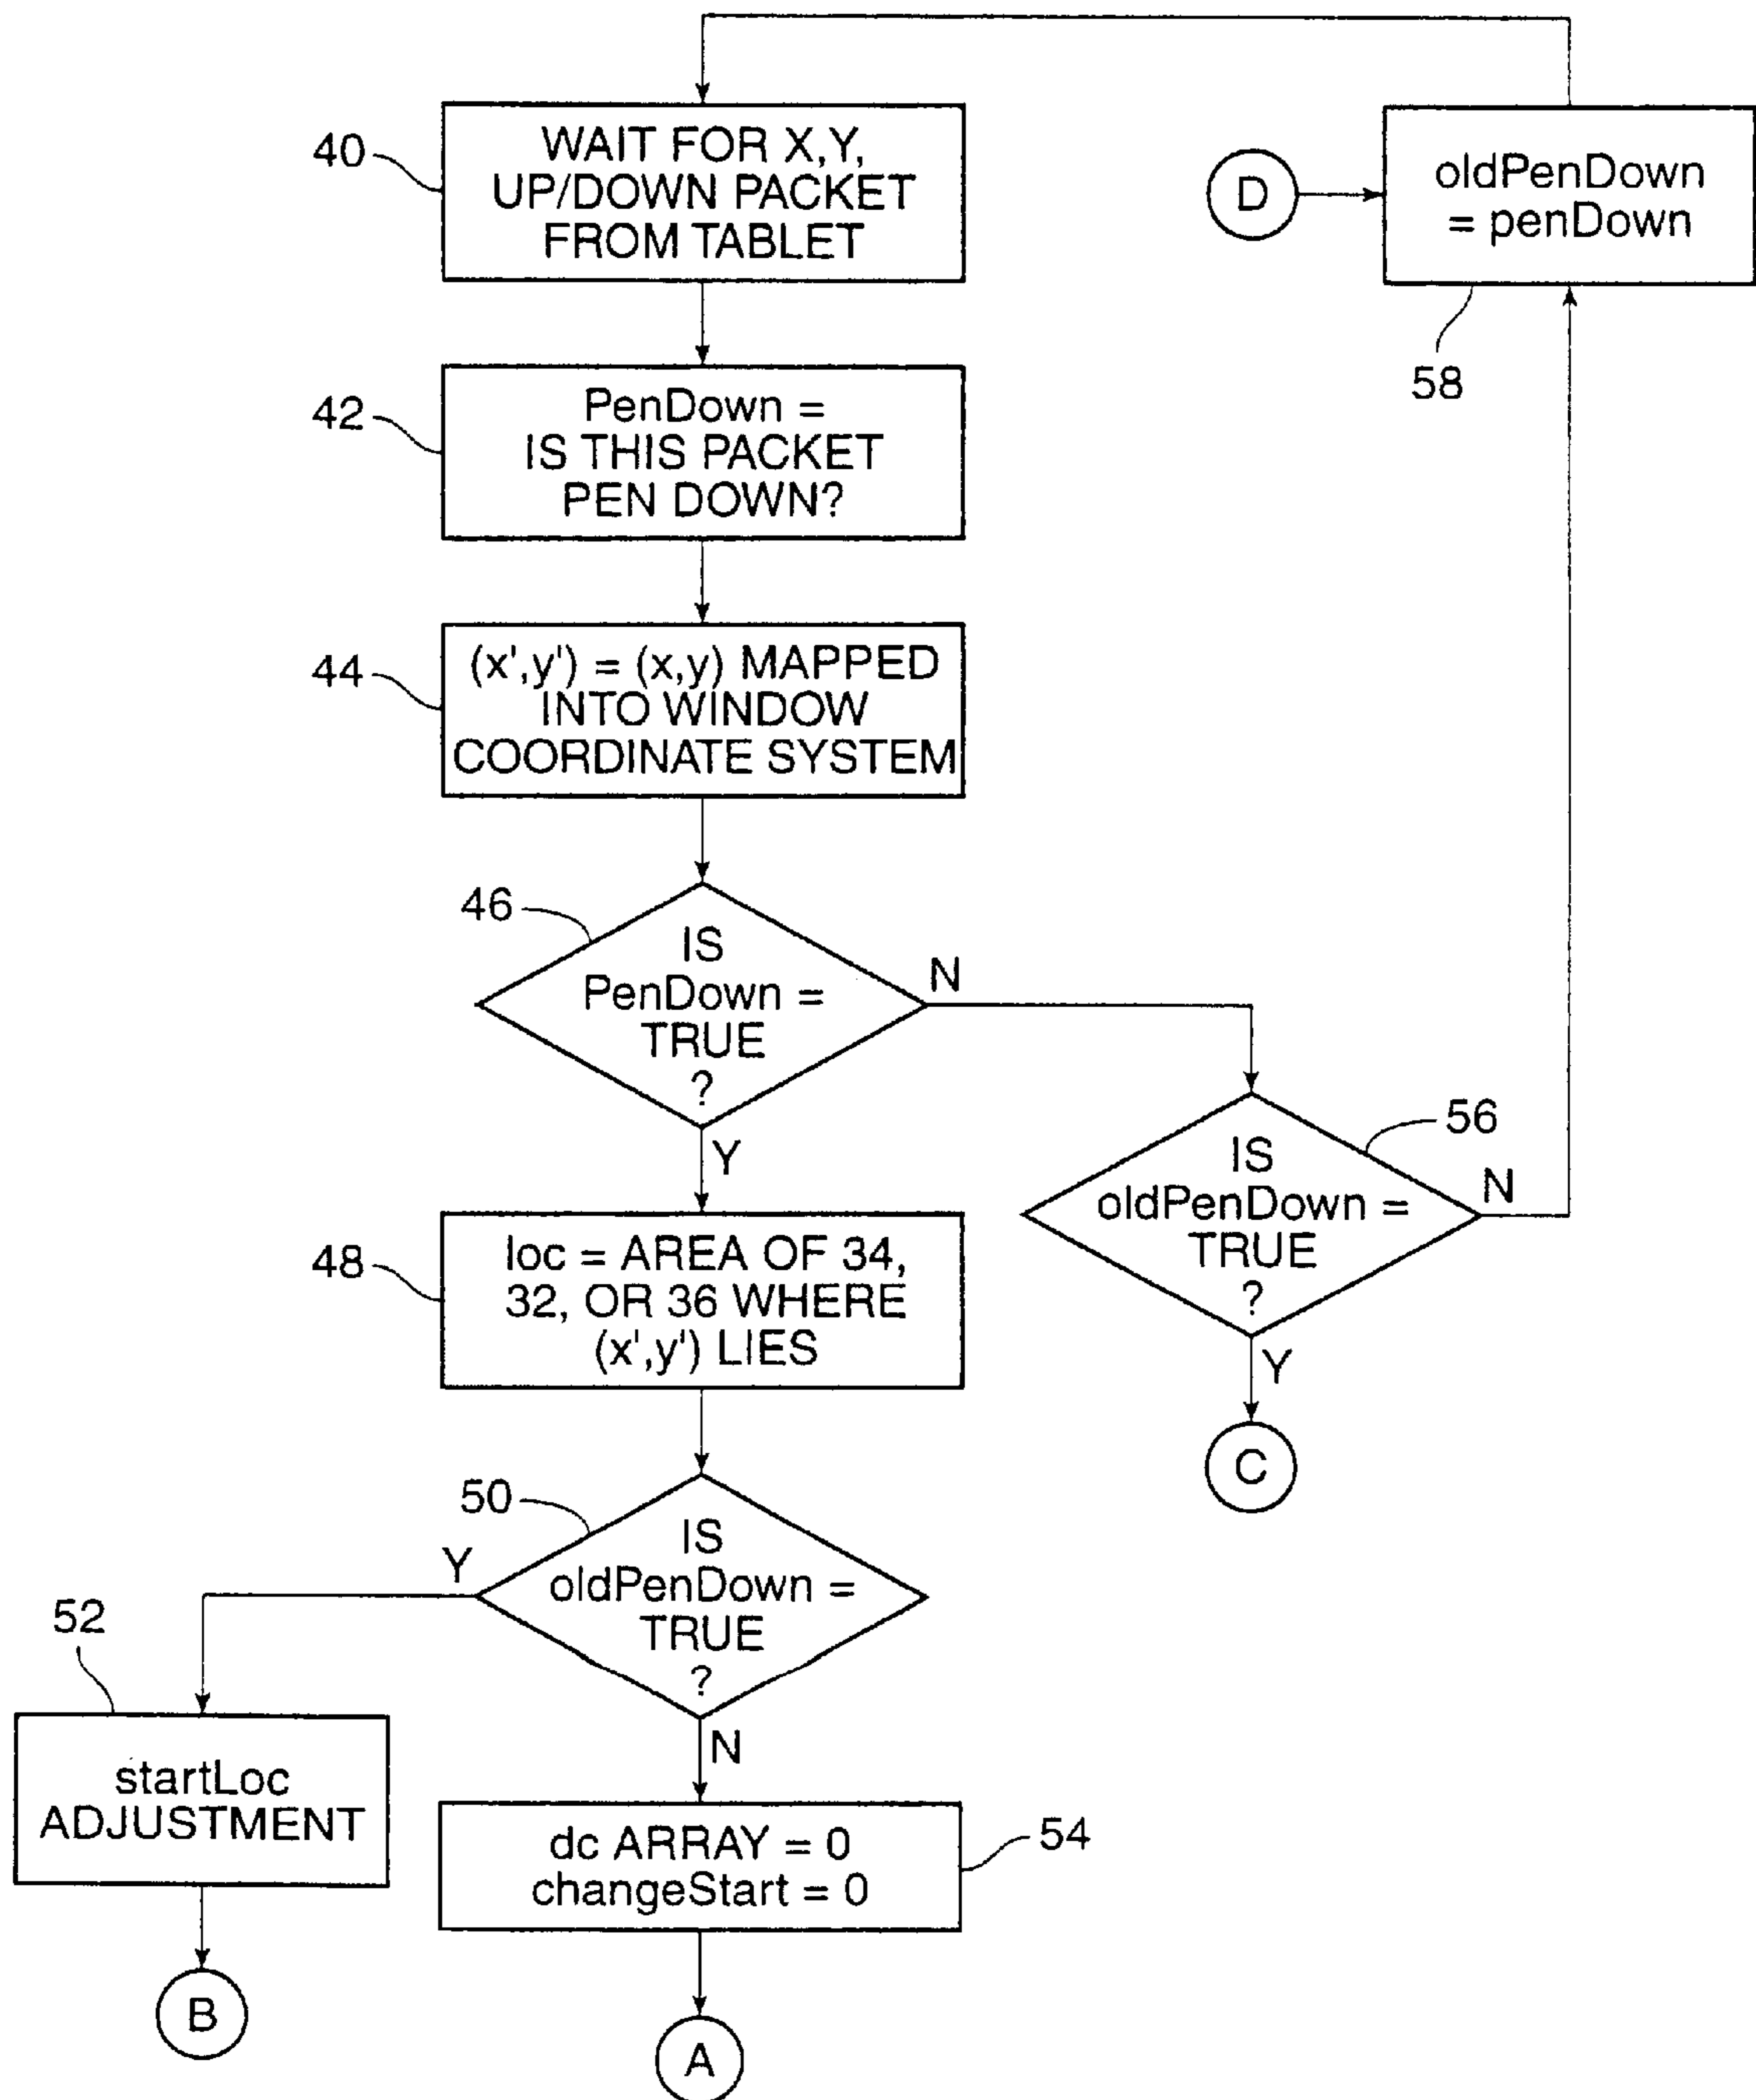 40
WAIT FOR X,Y,
UP/DOWN PACKET
FROM TABLET
D
oldPenDown
= penDown
58
42
PenDown =
IS THIS PACKET
PEN DOWN?
44
(x',y') = (x,y) MAPPED
INTO WINDOW
COORDINATE SYSTEM
46
IS
PenDown =
TRUE
?
N
Y
56
IS
oldPenDown =
TRUE
?
N
Y
C
48
loc = AREA OF 34,
32, OR 36 WHERE
(x',y') LIES
50
IS
oldPenDown =
TRUE
?
Y
N
52
startLoc
ADJUSTMENT
B
54
dc ARRAY = 0
changeStart = 0
A